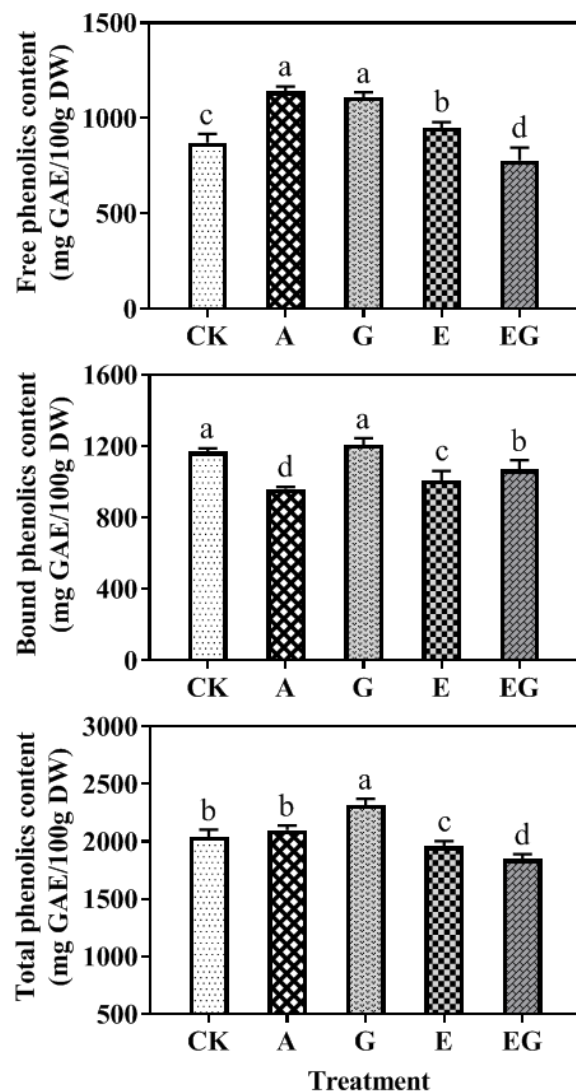 Free phenolics content
(mg GAE/100g DW)
1500
1000
500
0
c
a
a
b
d
CK A G E EG
Bound phenolics content
(mg GAE/100g DW)
1600
1200
800
400
0
a
d
a
c
b
CK A G E EG
Total phenolics content
(mg GAE/100g DW)
3000
2500
2000
1500
1000
500
b
b
a
c
d
CK A G E EG
Treatment